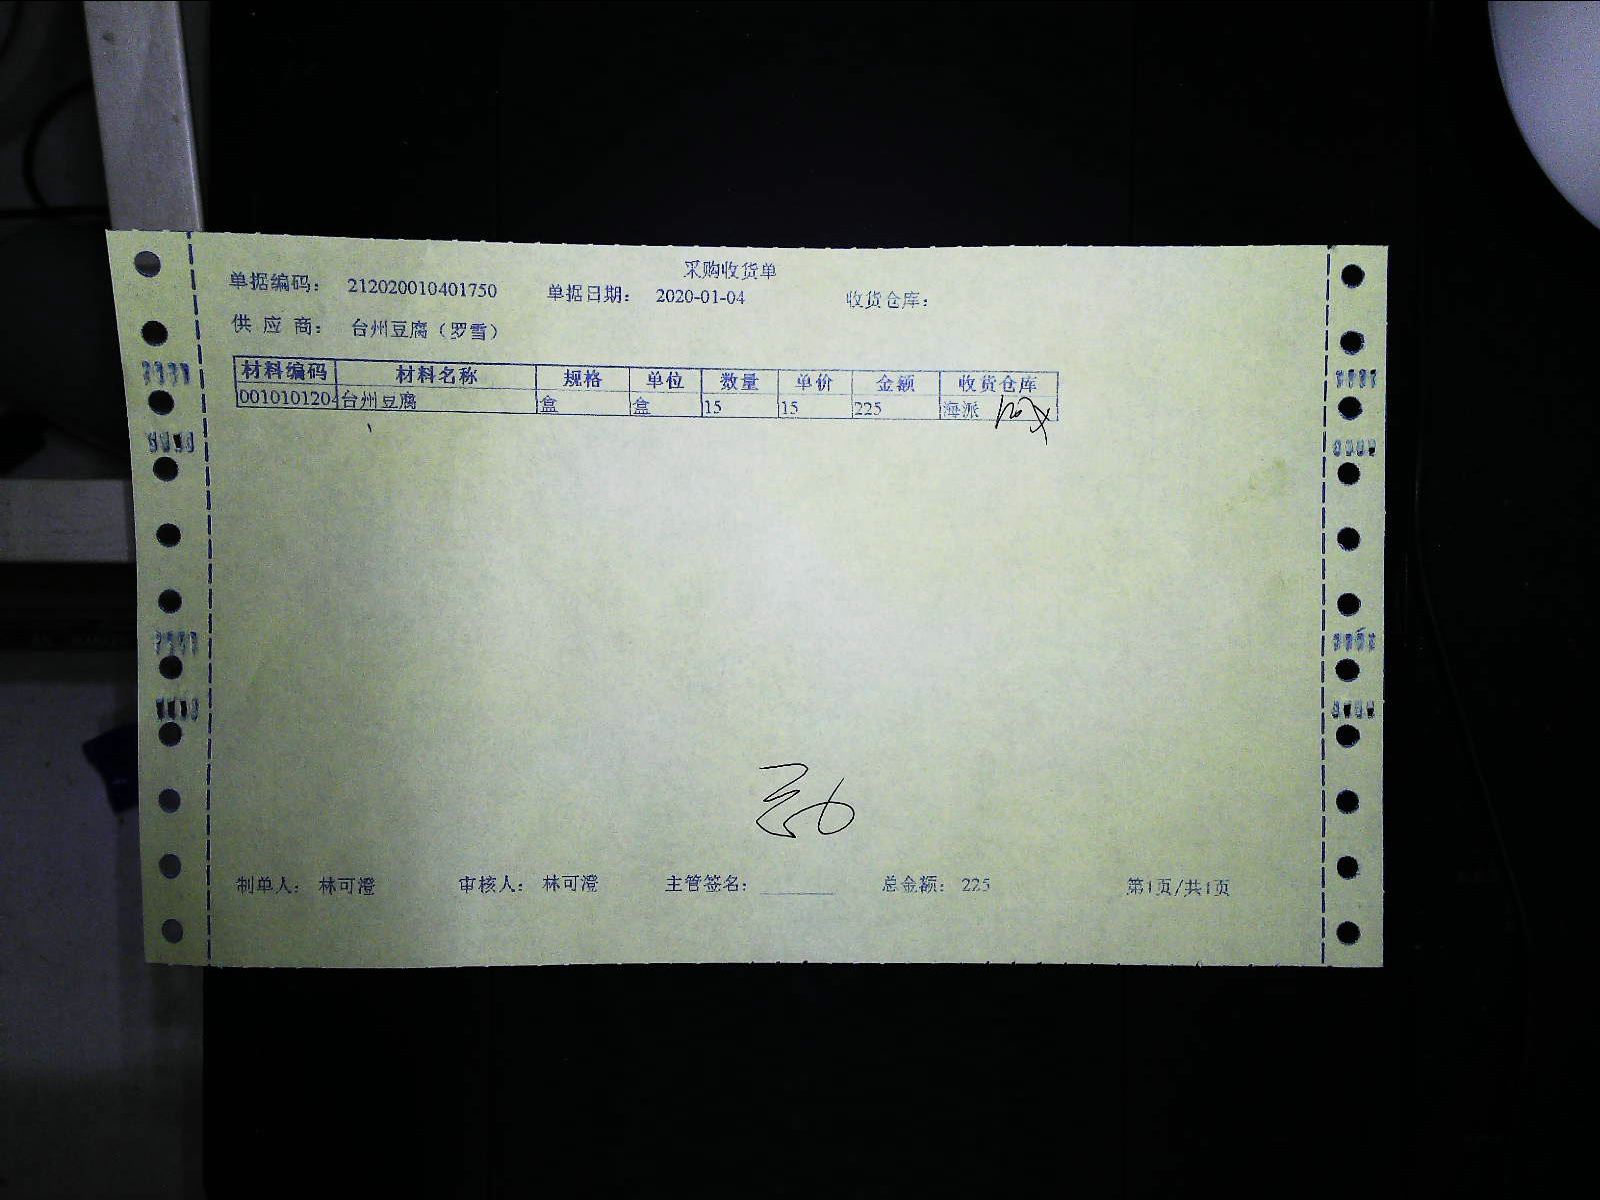 采购收货单
单据编码： 212020010401750 单据日期： 2020-01-04 收货仓库：
供 应 商： 台州豆腐（罗雪）
材料编码 材料名称 规格 单位 数量 单价 金额 收货仓库
001010120 台州豆腐 盒 盒 15 15 225 海派
制单人： 林可澄 审核人： 林可澄 主管签名： 总金额： 225 第1页/共1页